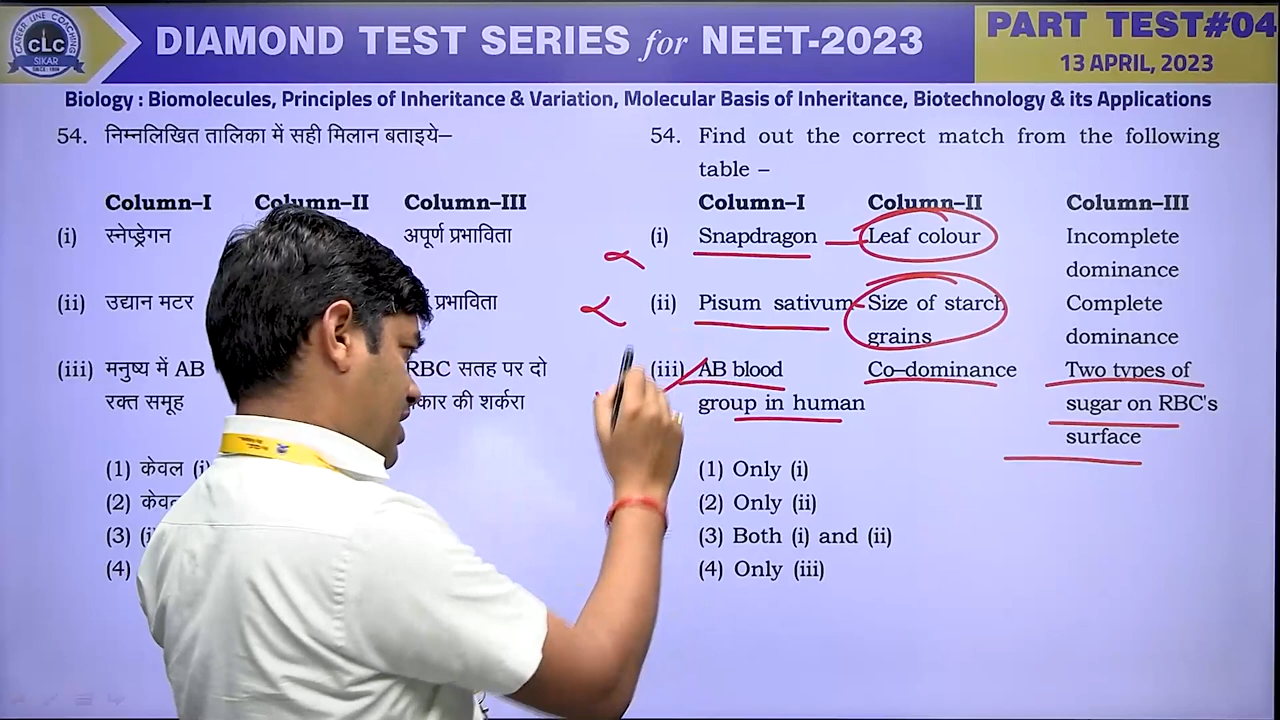 CAREER LINE COACHING
CLC
SIKAR
DIAMOND TEST SERIES for NEET-2023
PART TEST#04
13 APRIL, 2023
Biology : Biomolecules, Principles of Inheritance & Variation, Molecular Basis of Inheritance, Biotechnology & its Applications
54. निम्नलिखित तालिका में सही मिलान बताइये–
Column–I Column–II Column–III
(i) स्नेप्ड्रेगन अपूर्ण प्रभाविता
(ii) उद्यान मटर प्रभाविता
(iii) मनुष्य में AB RBC सतह पर दो
रक्त समूह की शर्करा
(1) केवल (i)
(2)
(3)
(4)
54. Find out the correct match from the following
table –
Column–I Column–II Column–III
(i) Snapdragon Leaf colour Incomplete
dominance
(ii) Pisum sativum Size of starch Complete
grains dominance
(iii) AB blood Co–dominance Two types of
group in human sugar on RBC's
surface
(1) Only (i)
(2) Only (ii)
(3) Both (i) and (ii)
(4) Only (iii)